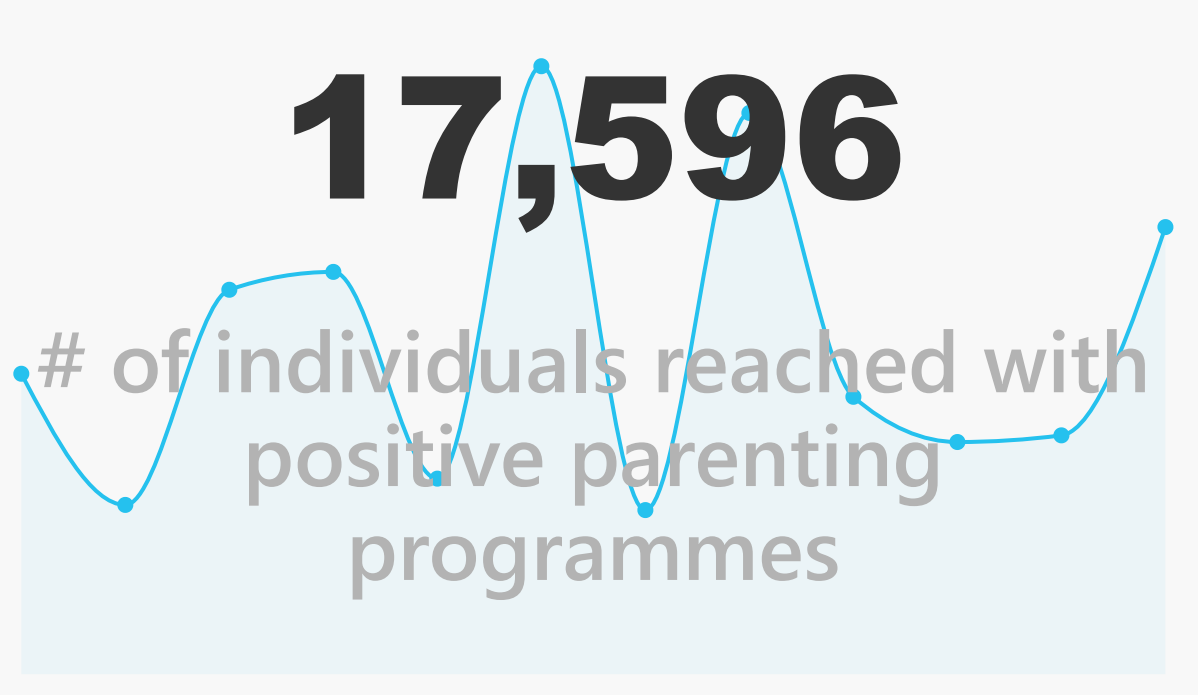 17,596
# of individuals reached with
positive parenting
programmes